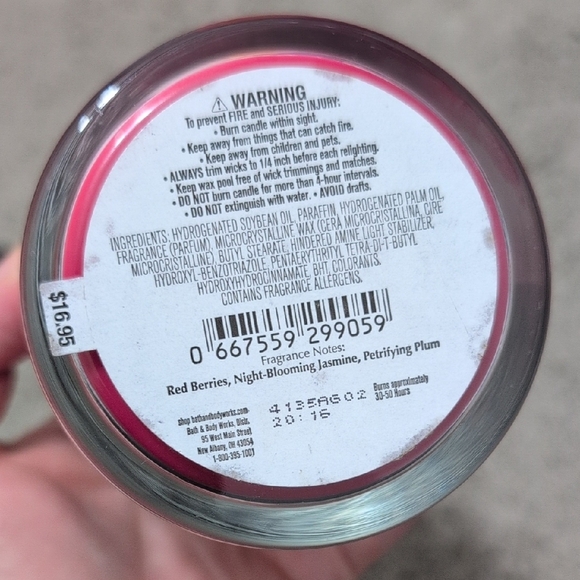 ⚠ WARNING
To prevent FIRE and SERIOUS INJURY:
• Burn candle within sight.
• Keep away from things that can catch fire.
• Keep away from children and pets.
• ALWAYS trim wicks to 1/4 inch before each relighting.
• Keep wax pool free of wick trimmings and matches.
• DO NOT burn candle for more than 4-hour intervals.
• DO NOT extinguish with water. • AVOID drafts.
INGREDIENTS: HYDROGENATED SOYBEAN OIL, PARAFFIN, HYDROGENATED PALM OIL,
FRAGRANCE (PARFUM), MICROCRYSTALLINE WAX (CERA MICROCRISTALLINA, CIRE
MICROCRISTALLINE), BUTYL STEARATE, HINDERED AMINE LIGHT STABILIZER,
HYDROXYL-BENZOTRIAZOLE, PENTAERYTHRITYL TETRA DI-T-BUTYL
HYDROXYHYDROCINNAMATE, BHT, COLORANTS.
CONTAINS FRAGRANCE ALLERGENS.
$16.95
0 667559 299059
Fragrance Notes:
Red Berries, Night-Blooming Jasmine, Petrifying Plum
shop bathandbodyworks.com
Bath & Body Works, Distr.
95 West Main Street
New Albany, OH 43054
1-800-395-1001
4135AG02
20:16
Burns approximately
30-50 Hours